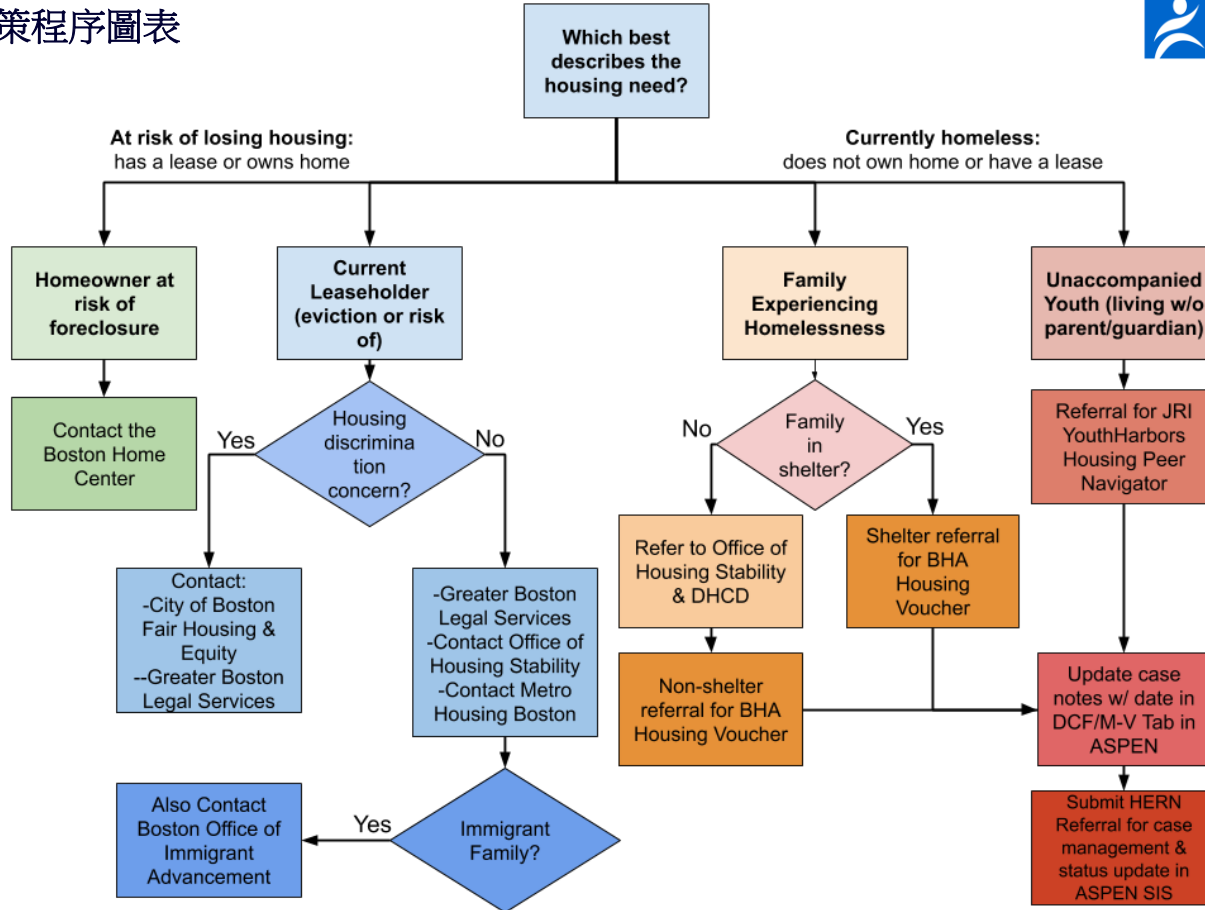 策程序圖表
Which best
describes the
housing need?
At risk of losing housing:
has a lease or owns home
Currently homeless:
does not own home or have a lease
Homeowner at
risk of
foreclosure
Current
Leaseholder
(eviction or risk
of)
Family
Experiencing
Homelessness
Unaccompanied
Youth (living w/o
parent/guardian)
Contact the
Boston Home
Center
Yes
Housing
discrimina
tion
concern?
No
No
Family
in
shelter?
Yes
Referral for JRI
YouthHarbors
Housing Peer
Navigator
Contact:
-City of Boston
Fair Housing &
Equity
--Greater Boston
Legal Services
-Greater Boston
Legal Services
-Contact Office of
Housing Stability
-Contact Metro
Housing Boston
Refer to Office of
Housing Stability
& DHCD
Shelter referral
for BHA
Housing
Voucher
Non-shelter
referral for BHA
Housing Voucher
Update case
notes w/ date in
DCF/M-V Tab in
ASPEN
Also Contact
Boston Office of
Immigrant
Advancement
Yes
Immigrant
Family?
Submit HERN
Referral for case
management &
status update in
ASPEN SIS